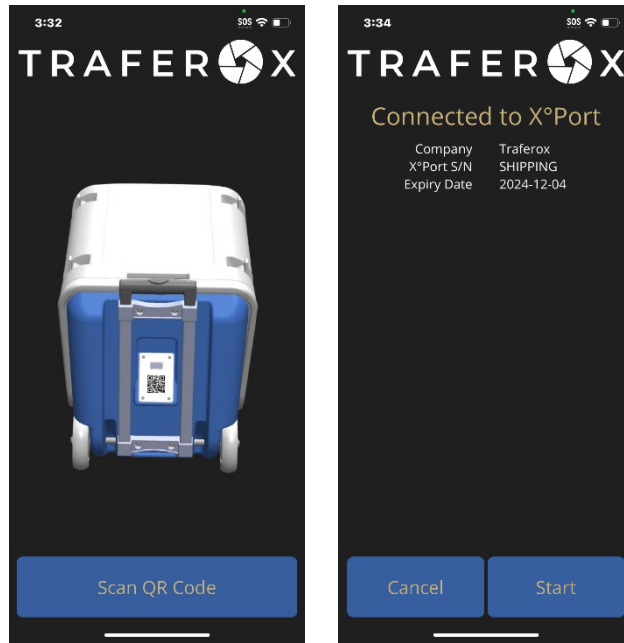 3:32
SOS
TRAFEROX
Scan QR Code
3:34
SOS
TRAFEROX
Connected to X°Port
Company Traferox
X°Port S/N SHIPPING
Expiry Date 2024-12-04
Cancel
Start